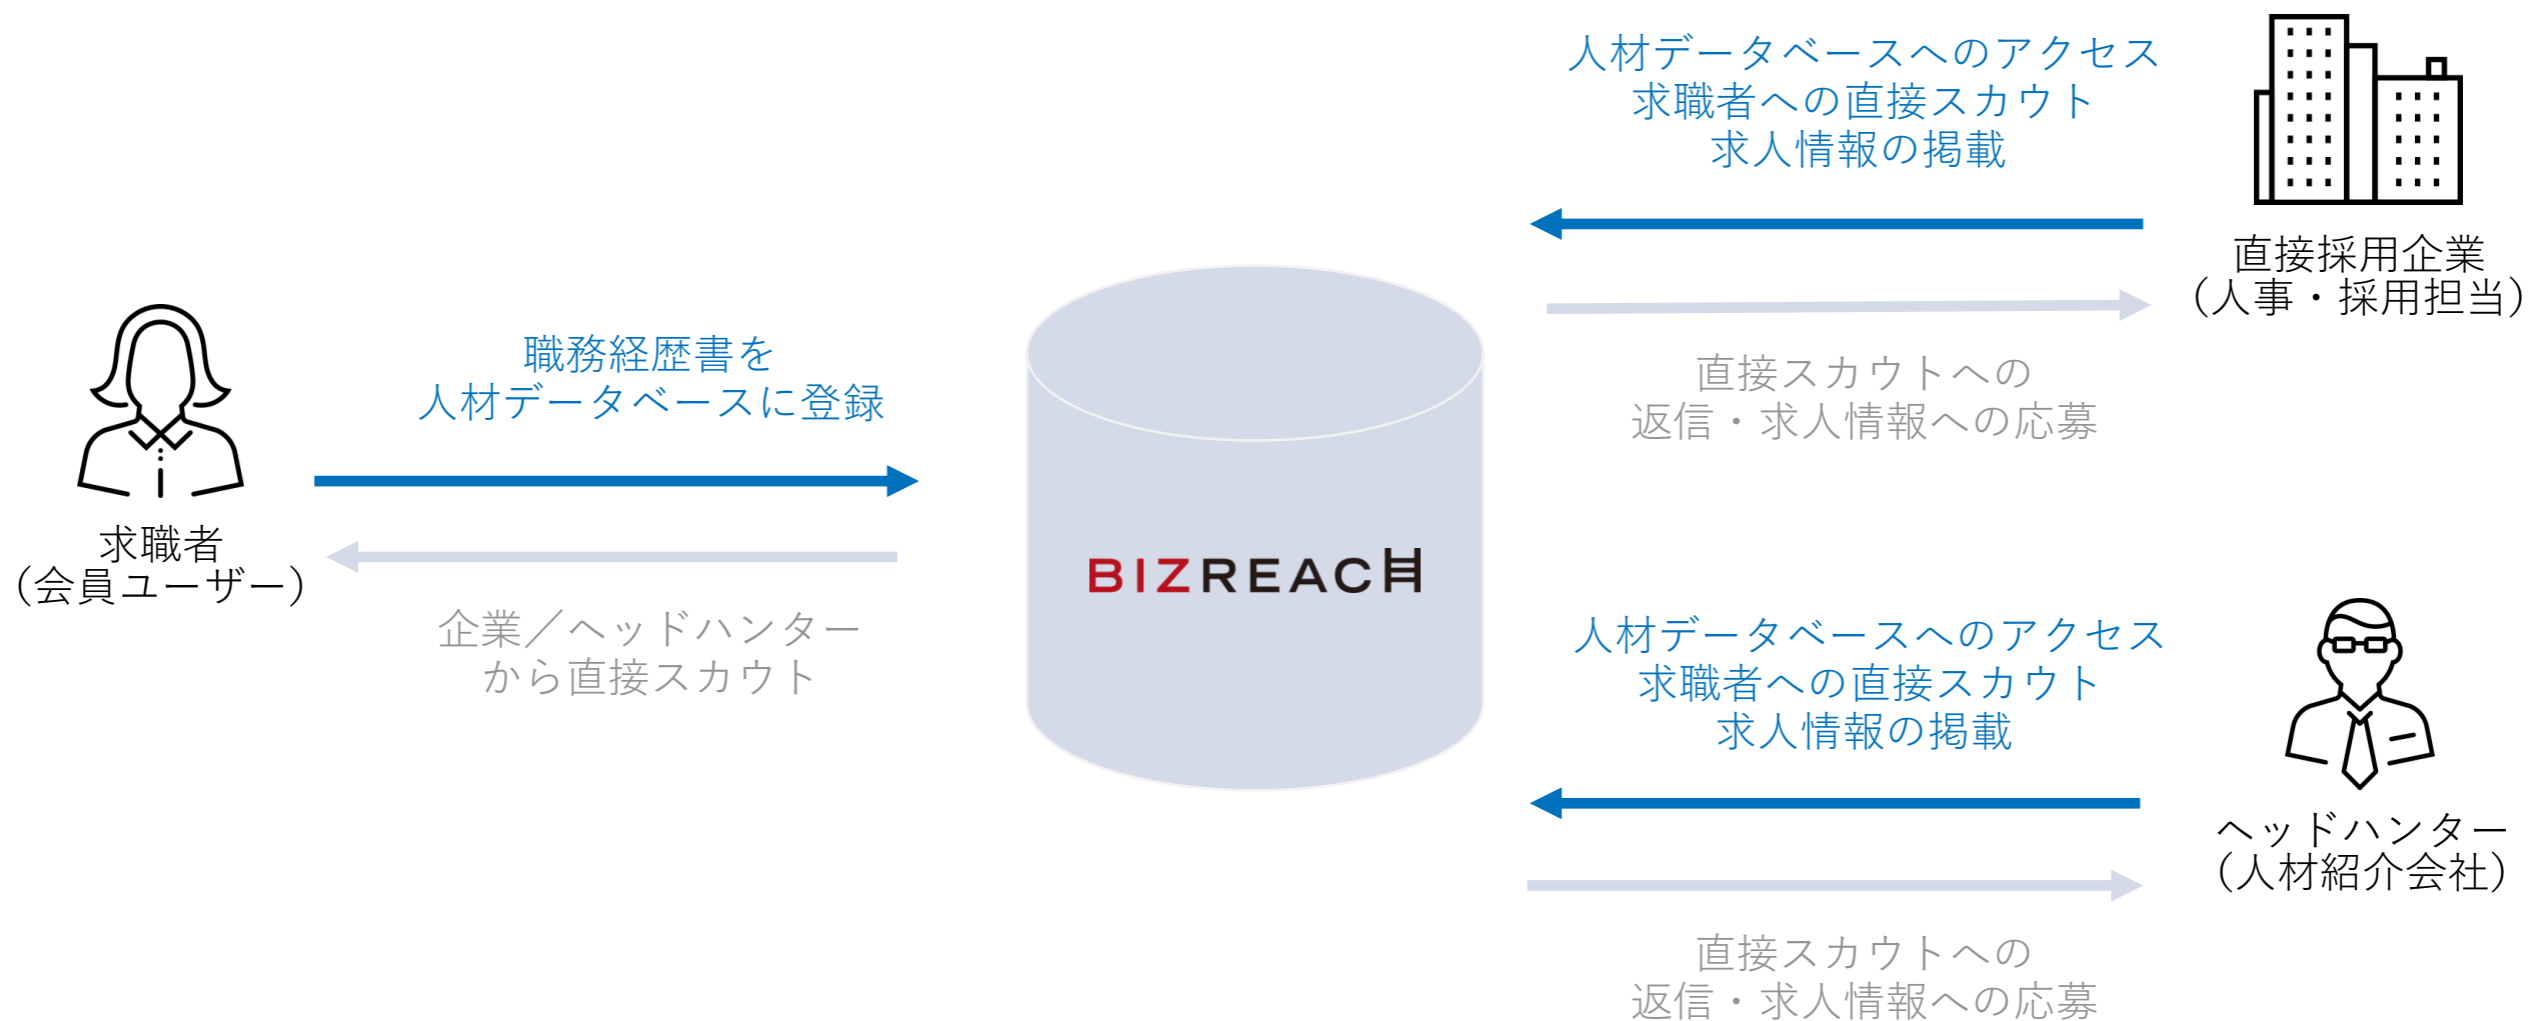 人材データベースへのアクセス
求職者への直接スカウト
求人情報の掲載
直接採用企業
（人事・採用担当）
直接スカウトへの
返信・求人情報への応募
職務経歴書を
人材データベースに登録
求職者
（会員ユーザー）
企業／ヘッドハンター
から直接スカウト
BIZREACH
人材データベースへのアクセス
求職者への直接スカウト
求人情報の掲載
ヘッドハンター
（人材紹介会社）
直接スカウトへの
返信・求人情報への応募